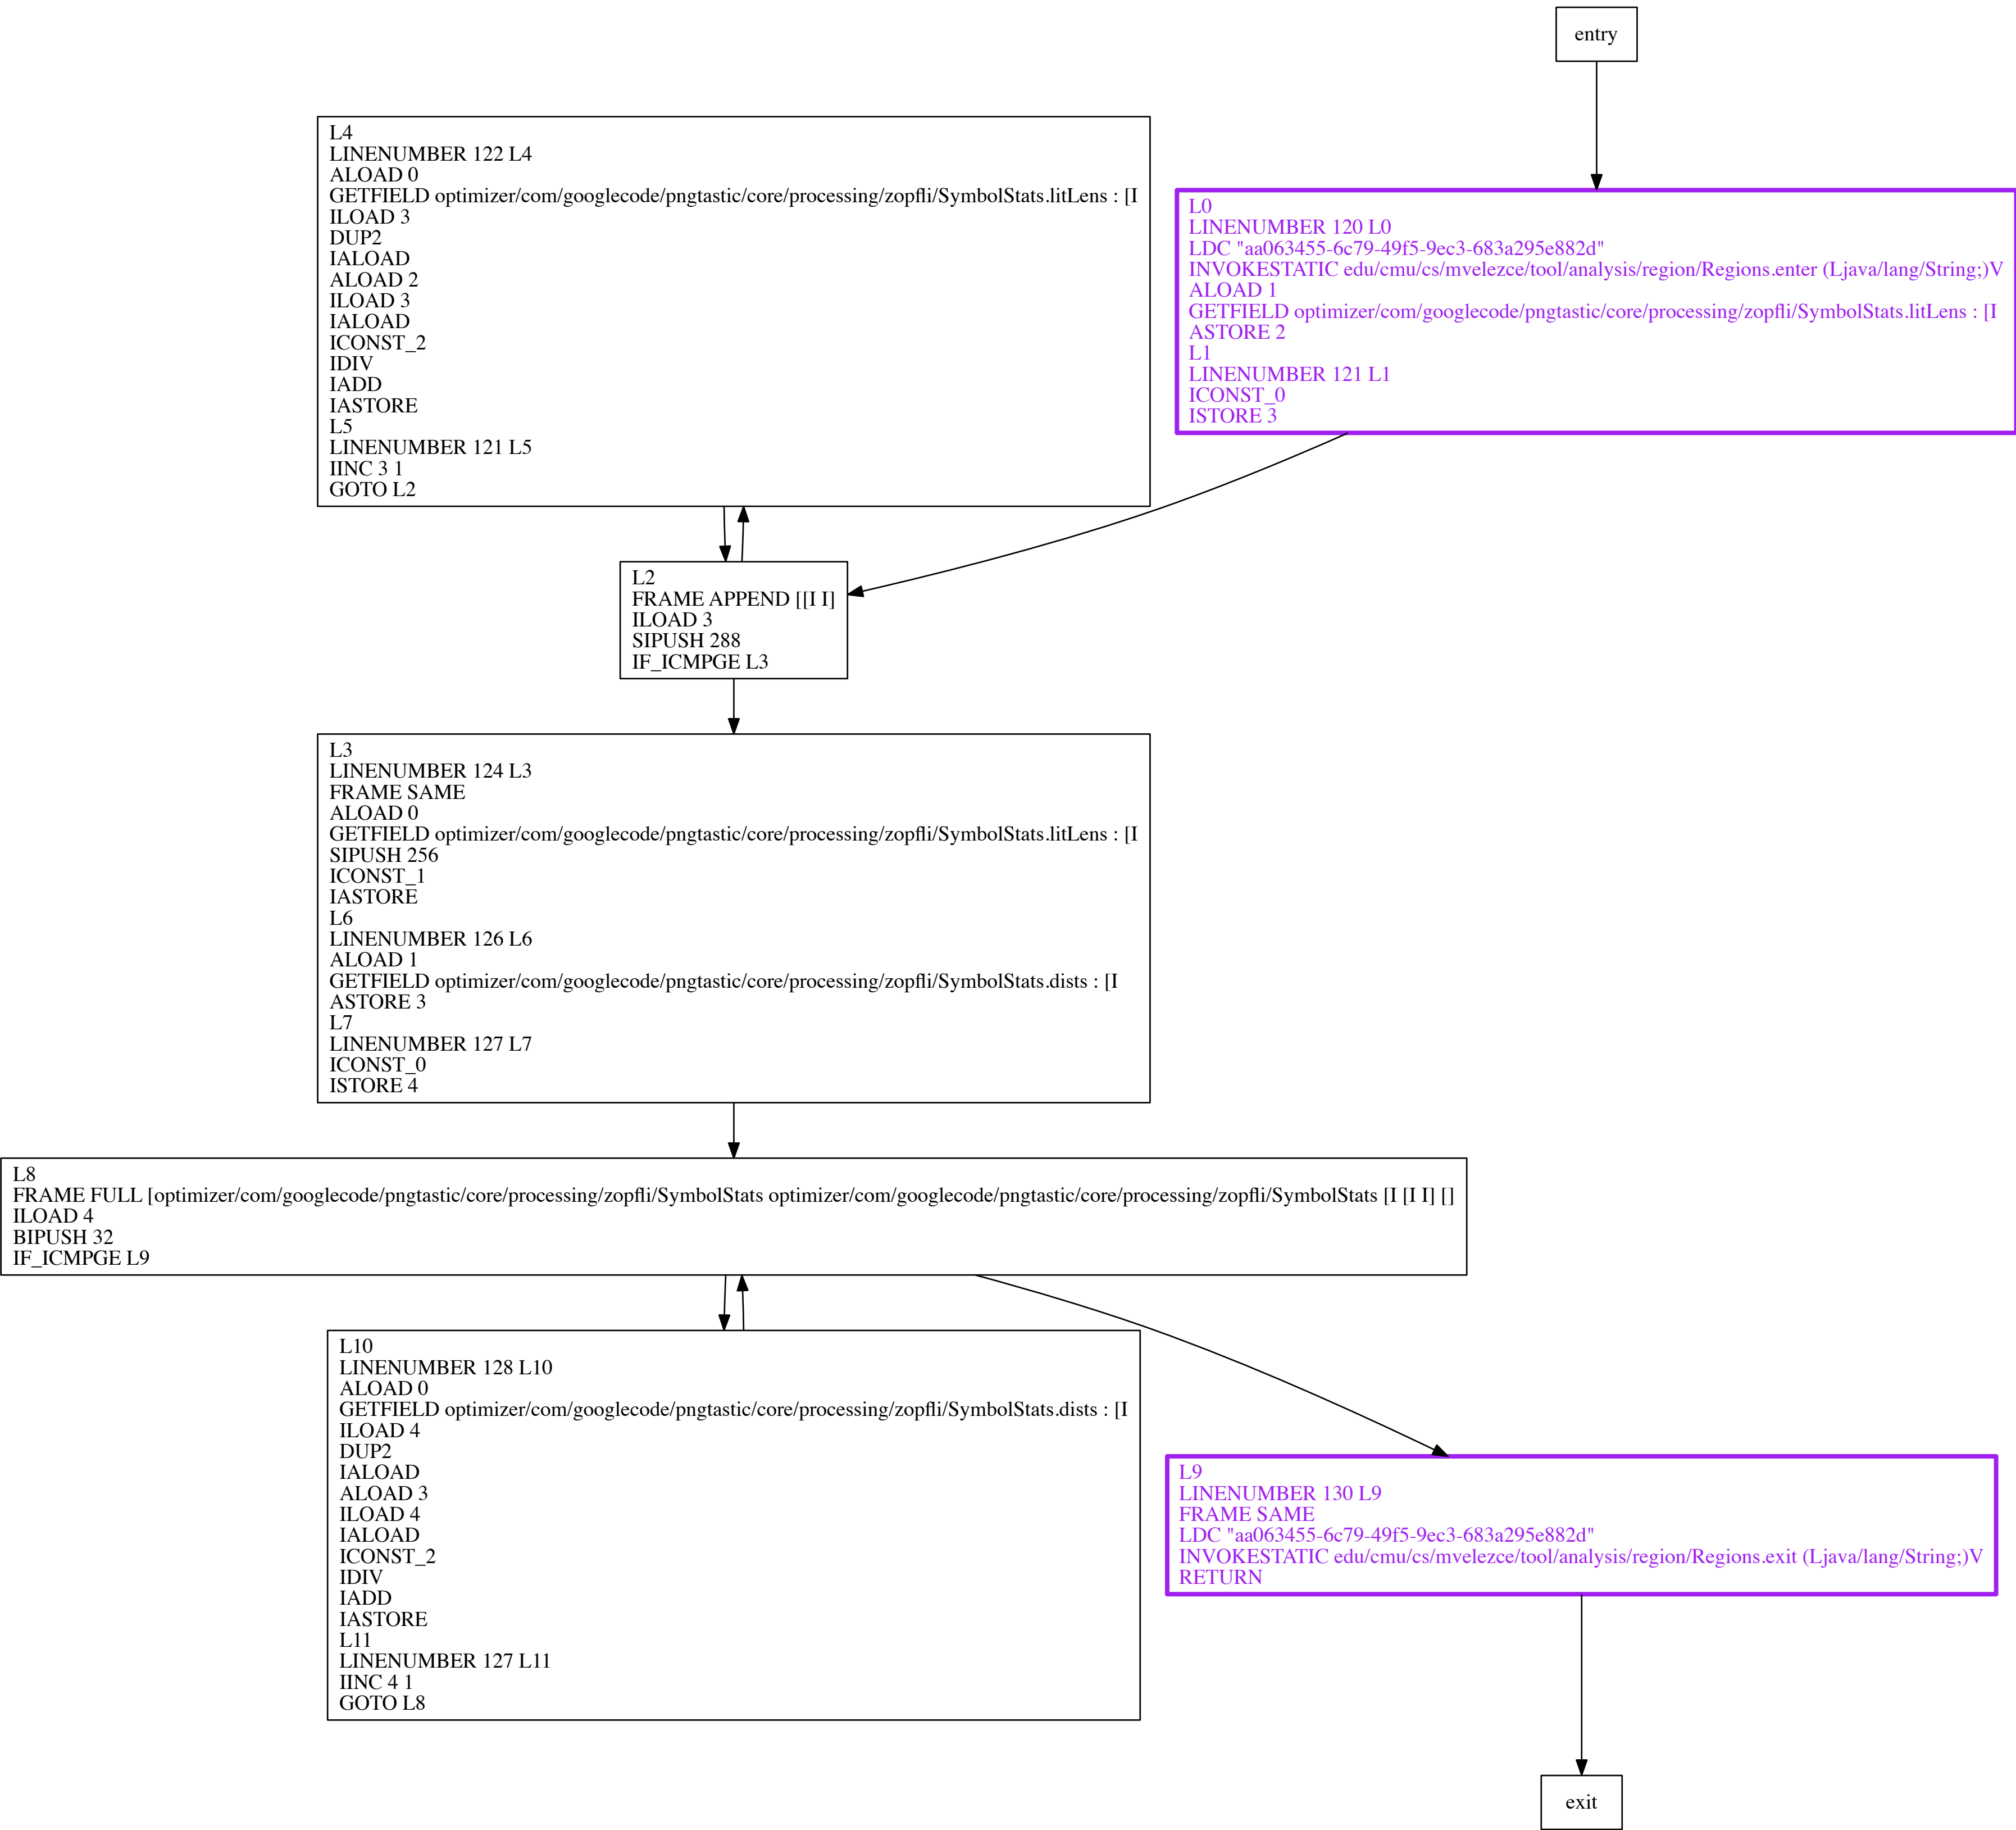 entry
L0
LINENUMBER 120 L0
LDC "aa063455-6c79-49f5-9ec3-683a295e882d"
INVOKESTATIC edu/cmu/cs/mvelezce/tool/analysis/region/Regions.enter (Ljava/lang/String;)V
ALOAD 1
GETFIELD optimizer/com/googlecode/pngtastic/core/processing/zopfli/SymbolStats.litLens : [I
ASTORE 2
L1
LINENUMBER 121 L1
ICONST_0
ISTORE 3
L4
LINENUMBER 122 L4
ALOAD 0
GETFIELD optimizer/com/googlecode/pngtastic/core/processing/zopfli/SymbolStats.litLens : [I
ILOAD 3
DUP2
IALOAD
ALOAD 2
ILOAD 3
IALOAD
ICONST_2
IDIV
IADD
IASTORE
L5
LINENUMBER 121 L5
IINC 3 1
GOTO L2
L2
FRAME APPEND [[I I]
ILOAD 3
SIPUSH 288
IF_ICMPGE L3
L3
LINENUMBER 124 L3
FRAME SAME
ALOAD 0
GETFIELD optimizer/com/googlecode/pngtastic/core/processing/zopfli/SymbolStats.litLens : [I
SIPUSH 256
ICONST_1
IASTORE
L6
LINENUMBER 126 L6
ALOAD 1
GETFIELD optimizer/com/googlecode/pngtastic/core/processing/zopfli/SymbolStats.dists : [I
ASTORE 3
L7
LINENUMBER 127 L7
ICONST_0
ISTORE 4
L8
FRAME FULL [optimizer/com/googlecode/pngtastic/core/processing/zopfli/SymbolStats optimizer/com/googlecode/pngtastic/core/processing/zopfli/SymbolStats [I [I I] []
ILOAD 4
BIPUSH 32
IF_ICMPGE L9
L10
LINENUMBER 128 L10
ALOAD 0
GETFIELD optimizer/com/googlecode/pngtastic/core/processing/zopfli/SymbolStats.dists : [I
ILOAD 4
DUP2
IALOAD
ALOAD 3
ILOAD 4
IALOAD
ICONST_2
IDIV
IADD
IASTORE
L11
LINENUMBER 127 L11
IINC 4 1
GOTO L8
L9
LINENUMBER 130 L9
FRAME SAME
LDC "aa063455-6c79-49f5-9ec3-683a295e882d"
INVOKESTATIC edu/cmu/cs/mvelezce/tool/analysis/region/Regions.exit (Ljava/lang/String;)V
RETURN
exit